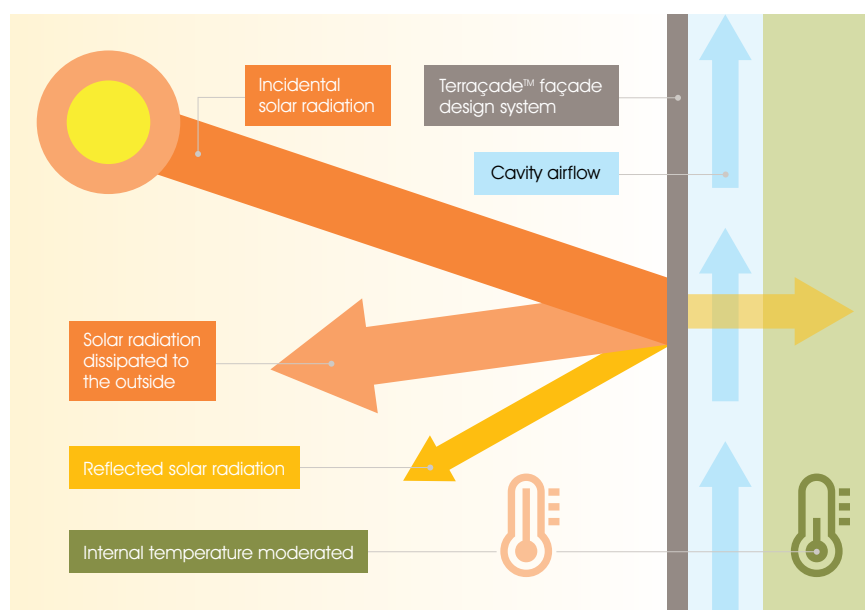 Incidental
solar radiation
Terraçade™ façade
design system
Cavity airflow
Solar radiation
dissipated to
the outside
Reflected solar radiation
Internal temperature moderated